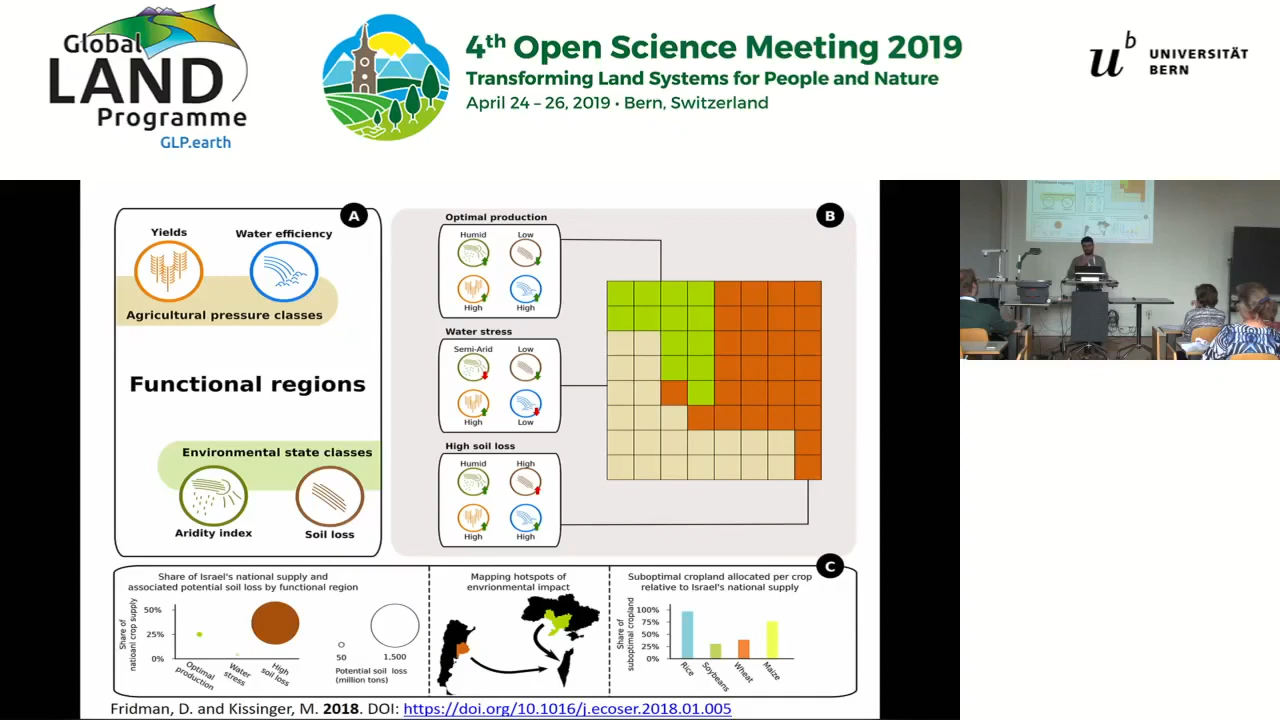 Global
LAND
Programme
GLP.earth
4th Open Science Meeting 2019
Transforming Land Systems for People and Nature
April 24 – 26, 2019 • Bern, Switzerland
u b
UNIVERSITÄT
BERN
A
Yields
Water efficiency
Agricultural pressure classes
Functional regions
Environmental state classes
Aridity index
Soil loss
B
Optimal production
Humid
Low
High
High
Water stress
Semi-Arid
Low
High
Low
High soil loss
Humid
High
High
High
C
Share of Israel's national supply and
associated potential soil loss by functional region
Share of
natioanl crop supply
50%
25%
0%
Optimal
production
Water
stress
High
soil loss
50
1,500
Potential soil loss
(million tons)
Mapping hotspots of
envrionmental impact
Suboptimal cropland allocated per crop
relative to Israel's national supply
Share of
suboptimal cropland
100%
75%
50%
25%
0%
Rice
Soybeans
Wheat
Maize
Fridman, D. and Kissinger, M. 2018. DOI: https://doi.org/10.1016/j.ecoser.2018.01.005